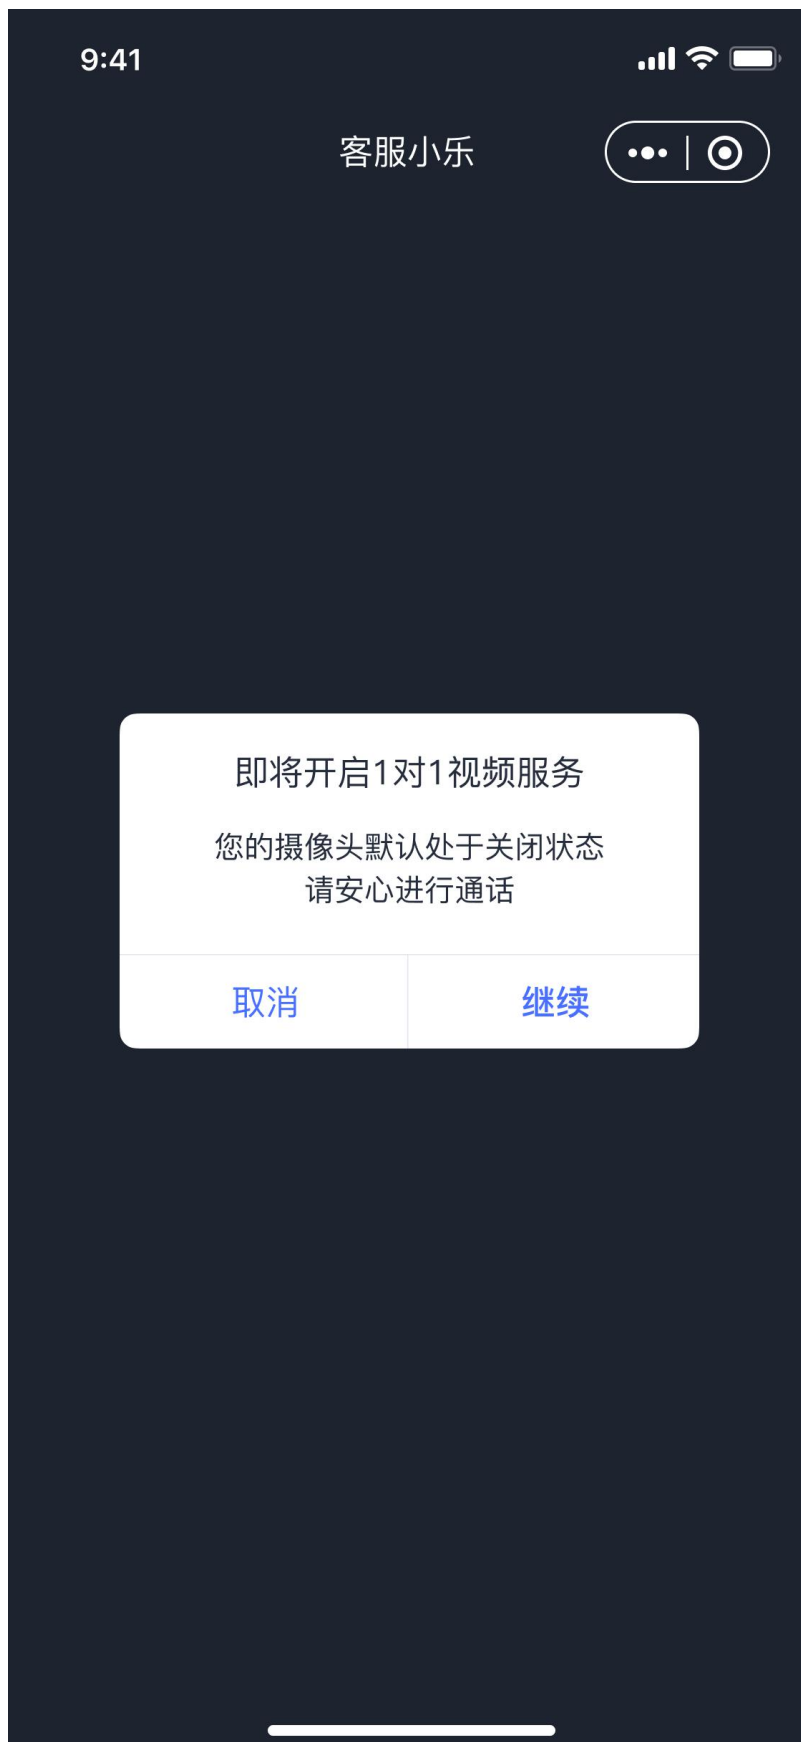 9:41
客服小乐
即将开启1对1视频服务
您的摄像头默认处于关闭状态
请安心进行通话
取消
继续